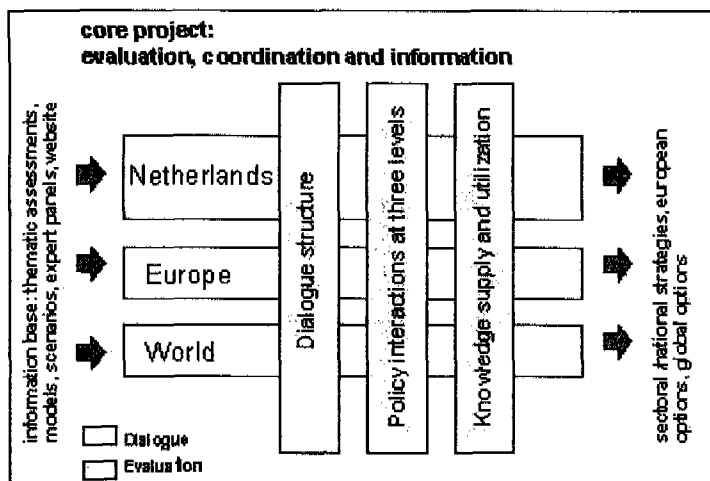 core project:
evaluation, coordination and information
information base: thematic assessments,
models, scenarios, expert panels, website
Netherlands
Europe
World
Dialogue structure
Policy interactions at three levels
Knowledge supply and utilization
sectoral /national strategies, european
options, global options
Dialogue
Evaluation